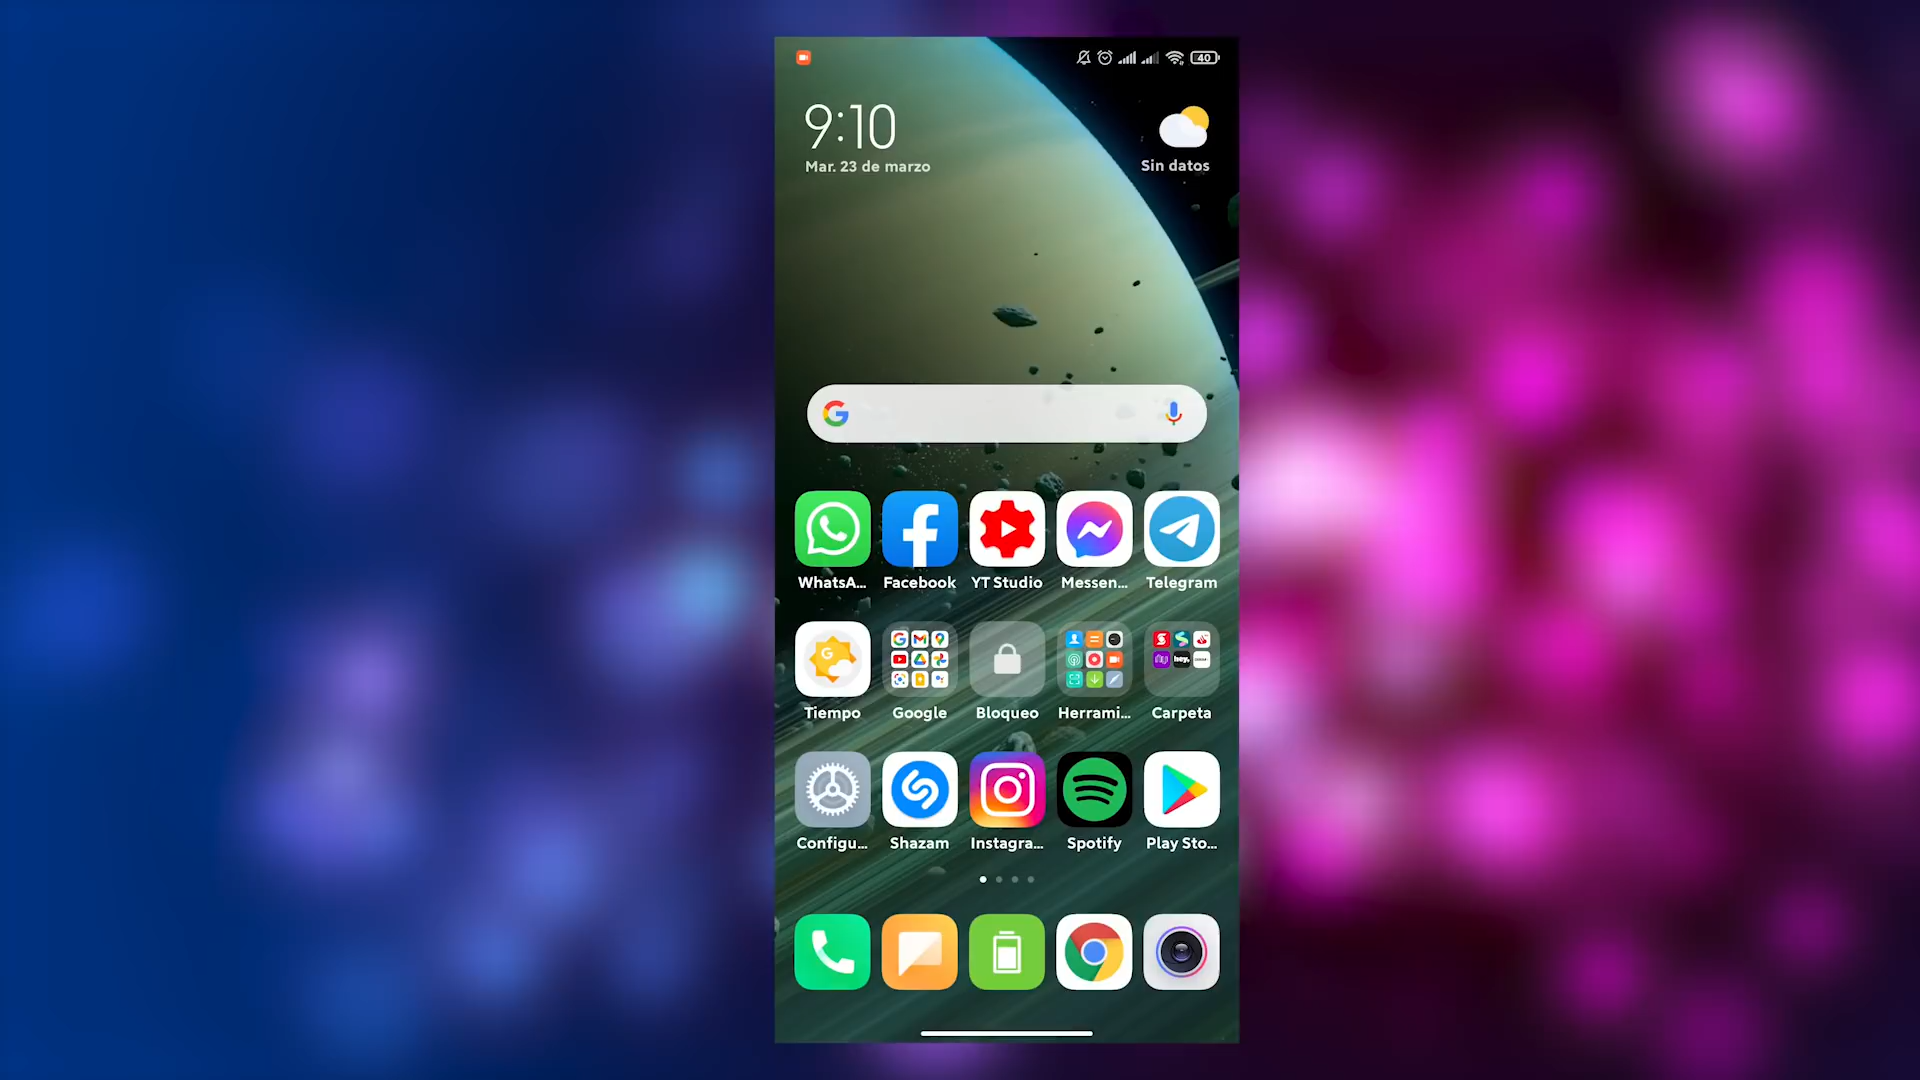 40
9:10
Mar. 23 de marzo
Sin datos
WhatsA...
Facebook
YT Studio
Messen...
Telegram
Tiempo
Google
Bloqueo
Herrami...
Carpeta
Configu...
Shazam
Instagra...
Spotify
Play Sto...